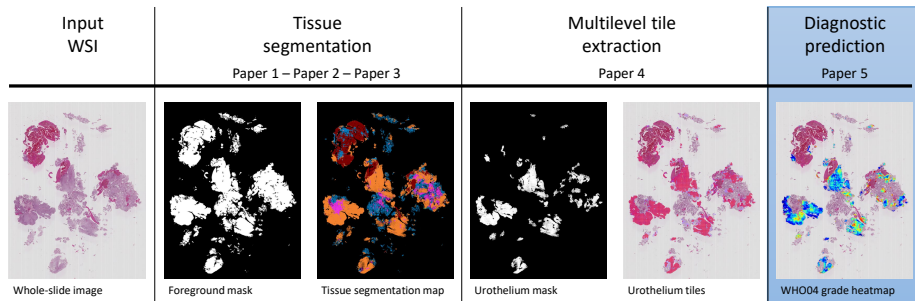 Input
WSI
Tissue
segmentation
Paper 1 – Paper 2 – Paper 3
Multilevel tile
extraction
Paper 4
Diagnostic
prediction
Paper 5
Whole-slide image
Foreground mask
Tissue segmentation map
Urothelium mask
Urothelium tiles
WHO04 grade heatmap